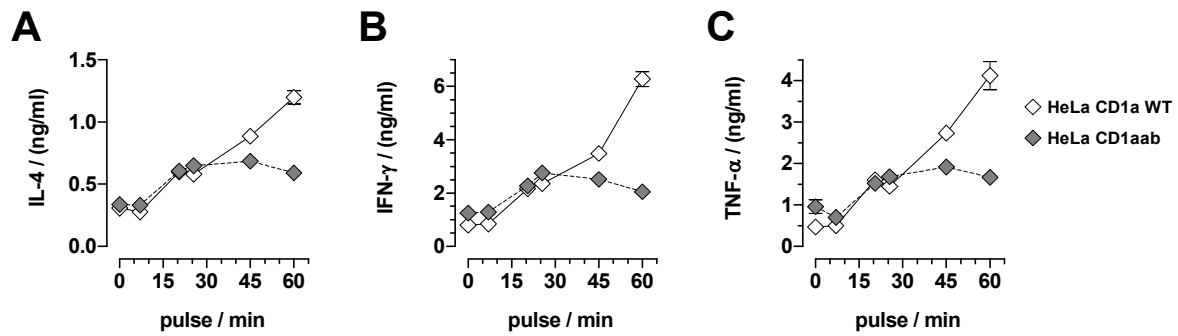 A
IL-4 / (ng/ml)
1.5
1.0
0.5
0.0
0 15 30 45 60
pulse / min
B
IFN-γ / (ng/ml)
6
4
2
0
0 15 30 45 60
pulse / min
C
TNF-α / (ng/ml)
4
3
2
1
0
0 15 30 45 60
pulse / min
HeLa CD1a WT
HeLa CD1aab